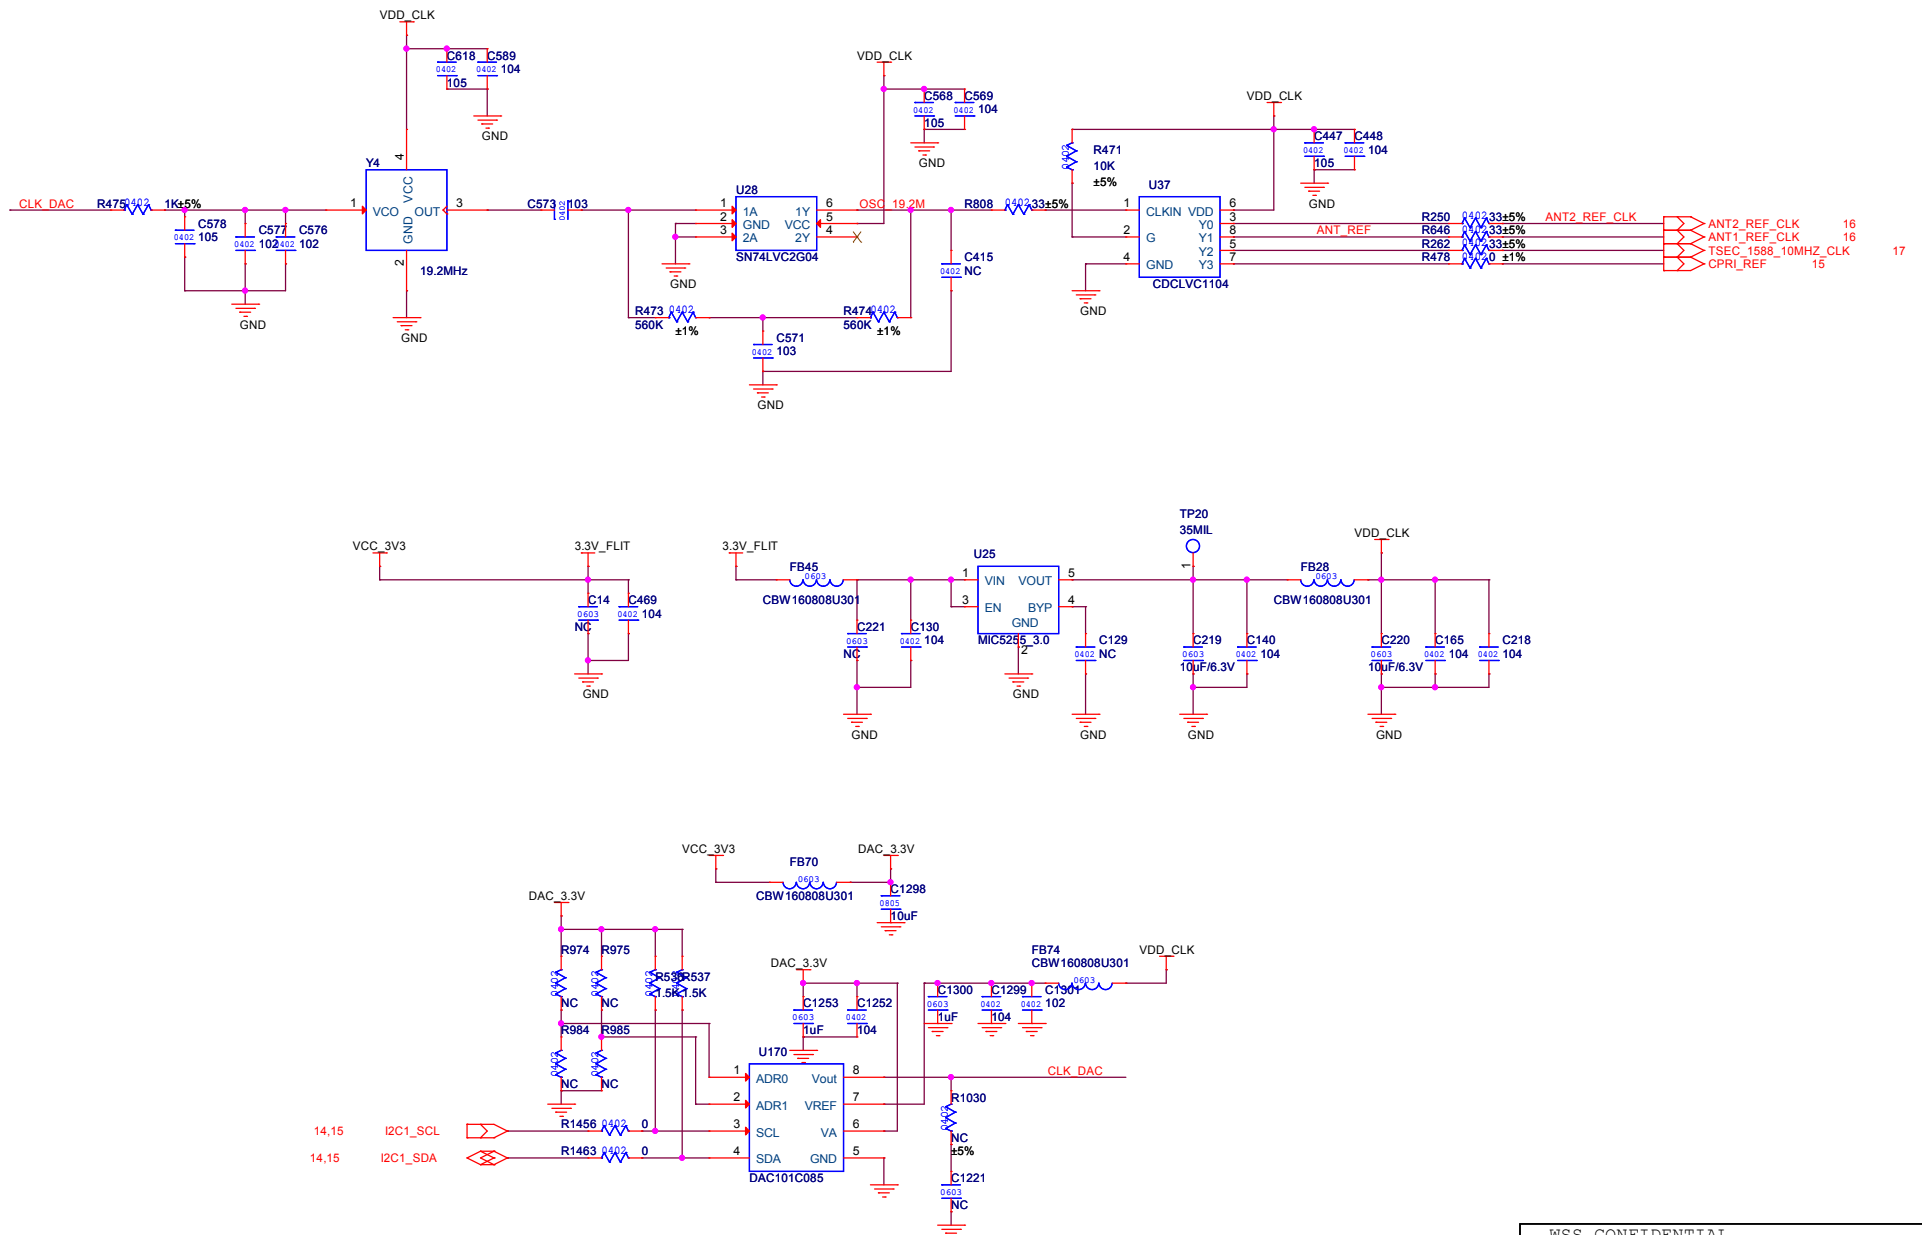 VDD_CLK
C618
C589
0402
0402
104
105
GND
VDD_CLK
C568
C569
0402
0402
104
105
GND
VDD_CLK
C447
C448
0402
0402
104
105
GND
0402
R471
10K
±5%
Y4
4
VCC
1
VCO
OUT
3
GND
2
19.2MHz
GND
CLK_DAC
R475
0402
1K±5%
C578
0402
105
C577
0402
102
C576
0402
102
GND
C573
0402
103
U28
1
1A
1Y
6
2
GND
VCC
5
3
2A
2Y
4
SN74LVC2G04
GND
OSC_19.2M
R808
0402
33±5%
C415
0402
NC
R473
0402
560K
±1%
R474
0402
560K
±1%
C571
0402
103
GND
U37
1
CLKIN
VDD
6
Y0
3
2
G
Y1
8
Y2
5
4
GND
Y3
7
CDCLVC1104
GND
R250
0402
33±5%
ANT2_REF_CLK
ANT2_REF_CLK
16
ANT_REF
R646
0402
33±5%
ANT1_REF_CLK
16
R262
0402
33±5%
TSEC_1588_10MHZ_CLK
17
R478
0402
0
±1%
CPRI_REF
15
VCC_3V3
3.3V_FLIT
C14
0603
NC
C469
0402
104
GND
3.3V_FLIT
FB45
0603
CBW160808U301
C221
0603
NC
C130
0402
104
GND
U25
1
VIN
VOUT
5
3
EN
BYP
4
GND
MIC5255_3.0
2
GND
C129
0402
NC
GND
TP20
35MIL
1
C219
0603
10uF/6.3V
C140
0402
104
GND
FB28
0603
CBW160808U301
VDD_CLK
C220
0603
10uF/6.3V
C165
0402
104
C218
0402
104
GND
VCC_3V3
FB70
0603
CBW160808U301
DAC_3.3V
C1298
0805
10uF
DAC_3.3V
R974
0402
NC
R975
0402
NC
0402
1.5K
R537
1.5K
R984
0402
NC
R985
0402
NC
DAC_3.3V
C1253
0603
1uF
C1252
0402
104
FB74
CBW160808U301
0603
VDD_CLK
C1300
0603
1uF
C1299
0402
104
C1301
0402
102
U170
1
ADR0
Vout
8
2
ADR1
VREF
7
3
SCL
VA
6
4
SDA
GND
5
DAC101C085
CLK_DAC
R1030
0402
NC
±5%
C1221
0603
NC
14,15
I2C1_SCL
R1456
0402
0
14,15
I2C1_SDA
R1463
0402
0
WSS CONFIDENTIAL